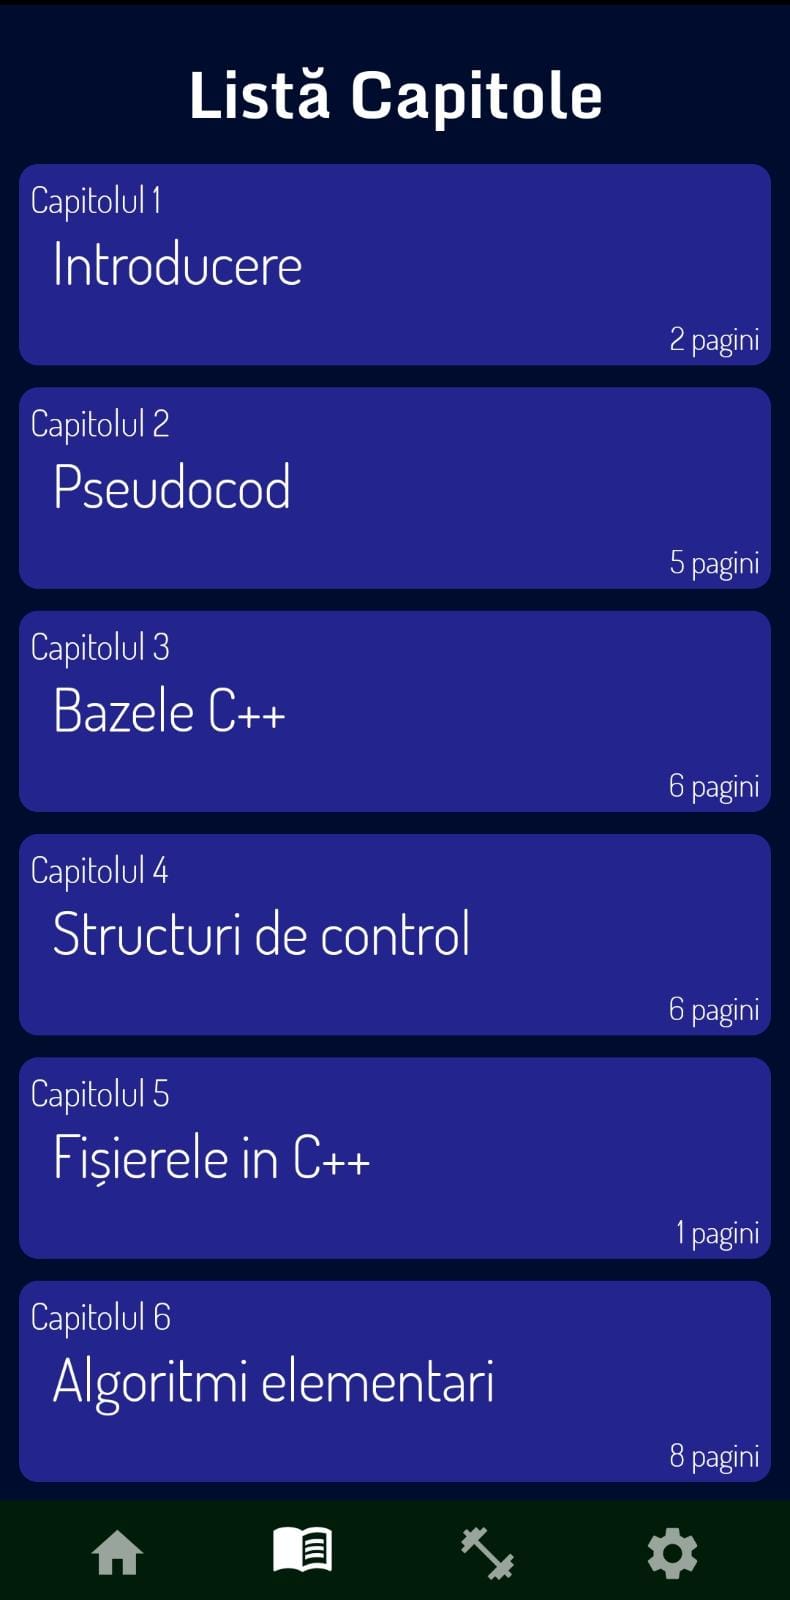 Listă Capitole
Capitolul 1
Introducere
2 pagini
Capitolul 2
Pseudocod
5 pagini
Capitolul 3
Bazele C++
6 pagini
Capitolul 4
Structuri de control
6 pagini
Capitolul 5
Fișierele in C++
1 pagini
Capitolul 6
Algoritmi elementari
8 pagini